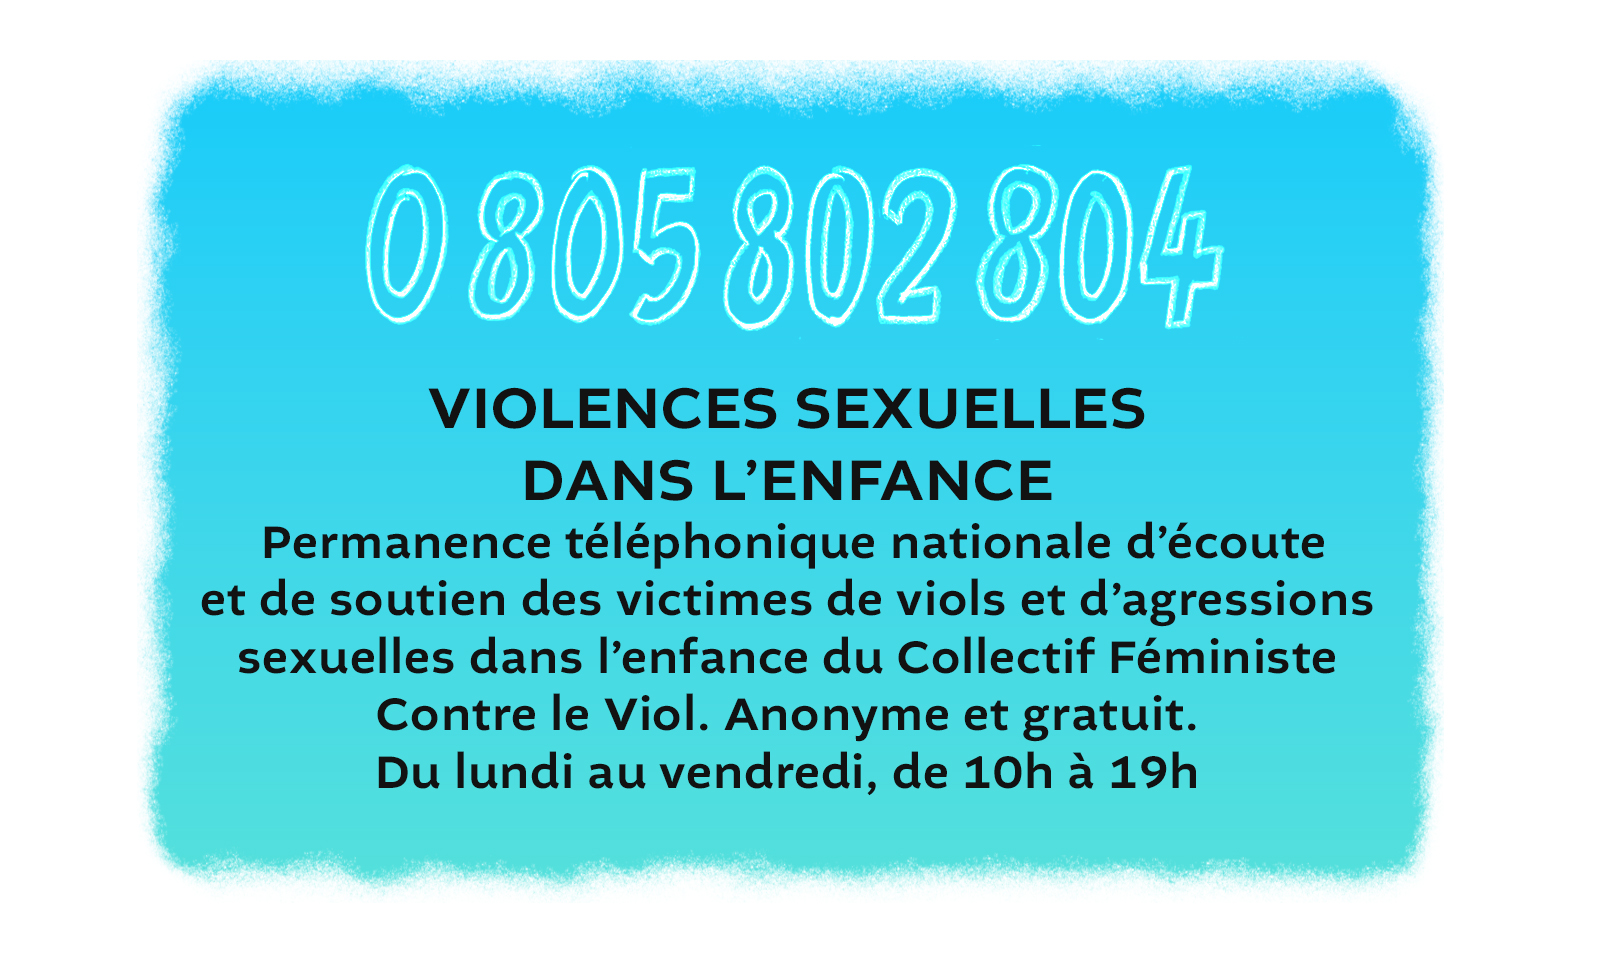 0 805 802 804
VIOLENCES SEXUELLES
DANS L’ENFANCE
Permanence téléphonique nationale d’écoute
et de soutien des victimes de viols et d’agressions
sexuelles dans l’enfance du Collectif Féministe
Contre le Viol. Anonyme et gratuit.
Du lundi au vendredi, de 10h à 19h